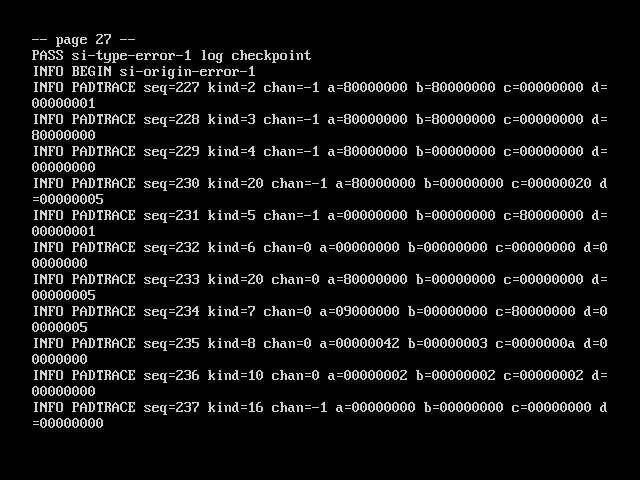 -- page 27 --
PASS si-type-error-1 log checkpoint
INFO BEGIN si-origin-error-1
INFO PADTRACE seq=227 kind=2 chan=-1 a=80000000 b=80000000 c=00000000 d=
00000001
INFO PADTRACE seq=228 kind=3 chan=-1 a=80000000 b=80000000 c=00000000 d=
80000000
INFO PADTRACE seq=229 kind=4 chan=-1 a=80000000 b=00000000 c=00000000 d=
00000000
INFO PADTRACE seq=230 kind=20 chan=-1 a=80000000 b=00000000 c=00000020 d
=00000005
INFO PADTRACE seq=231 kind=5 chan=-1 a=00000000 b=00000000 c=80000000 d=
00000001
INFO PADTRACE seq=232 kind=6 chan=0 a=00000000 b=00000000 c=00000000 d=0
0000000
INFO PADTRACE seq=233 kind=20 chan=0 a=80000000 b=00000000 c=00000000 d=
00000005
INFO PADTRACE seq=234 kind=7 chan=0 a=09000000 b=00000000 c=80000000 d=0
0000005
INFO PADTRACE seq=235 kind=8 chan=0 a=00000042 b=00000003 c=0000000a d=0
0000000
INFO PADTRACE seq=236 kind=10 chan=0 a=00000002 b=00000002 c=00000002 d=
00000000
INFO PADTRACE seq=237 kind=16 chan=-1 a=00000000 b=00000000 c=00000000 d
=00000000